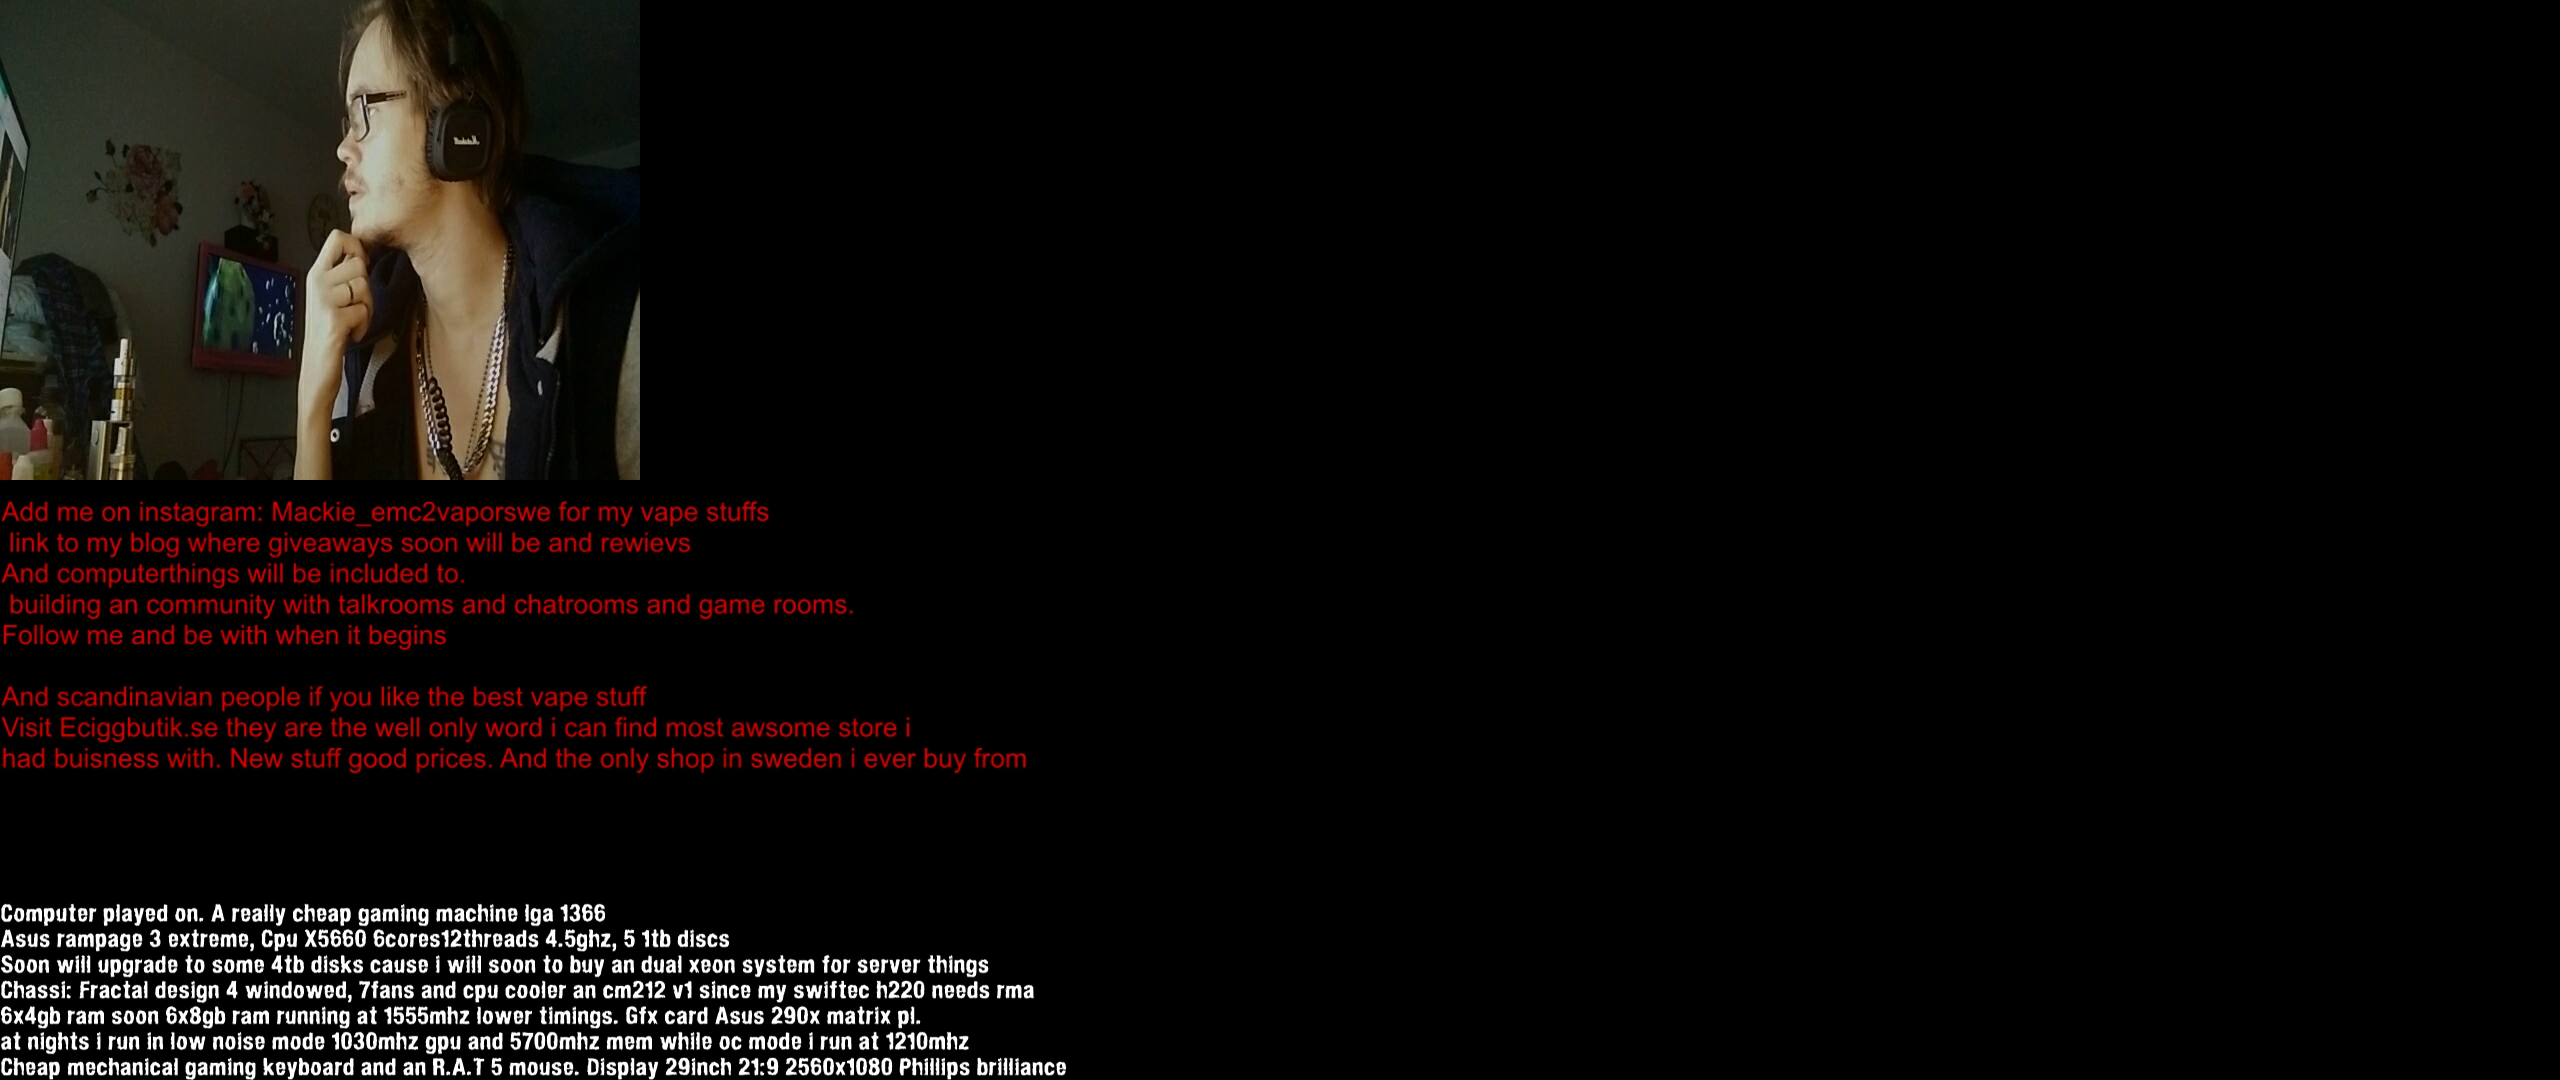 Add me on instagram: Mackie_emc2vaporswe for my vape stuffs
link to my blog where giveaways soon will be and rewievs
And computerthings will be included to.
building an community with talkrooms and chatrooms and game rooms.
Follow me and be with when it begins
And scandinavian people if you like the best vape stuff
Visit Eciggbutik.se they are the well only word i can find most awsome store i
had buisness with. New stuff good prices. And the only shop in sweden i ever buy from
Computer played on. A really cheap gaming machine lga 1366
Asus rampage 3 extreme, Cpu X5660 6cores12threads 4.5ghz, 5 1tb discs
Soon will upgrade to some 4tb disks cause i will soon to buy an dual xeon system for server things
Chassi: Fractal design 4 windowed, 7fans and cpu cooler an cm212 v1 since my swiftec h220 needs rma
6x4gb ram soon 6x8gb ram running at 1555mhz lower timings. Gfx card Asus 290x matrix pl.
at nights i run in low noise mode 1030mhz gpu and 5700mhz mem while oc mode i run at 1210mhz
Cheap mechanical gaming keyboard and an R.A.T 5 mouse. Display 29inch 21:9 2560x1080 Phillips brilliance